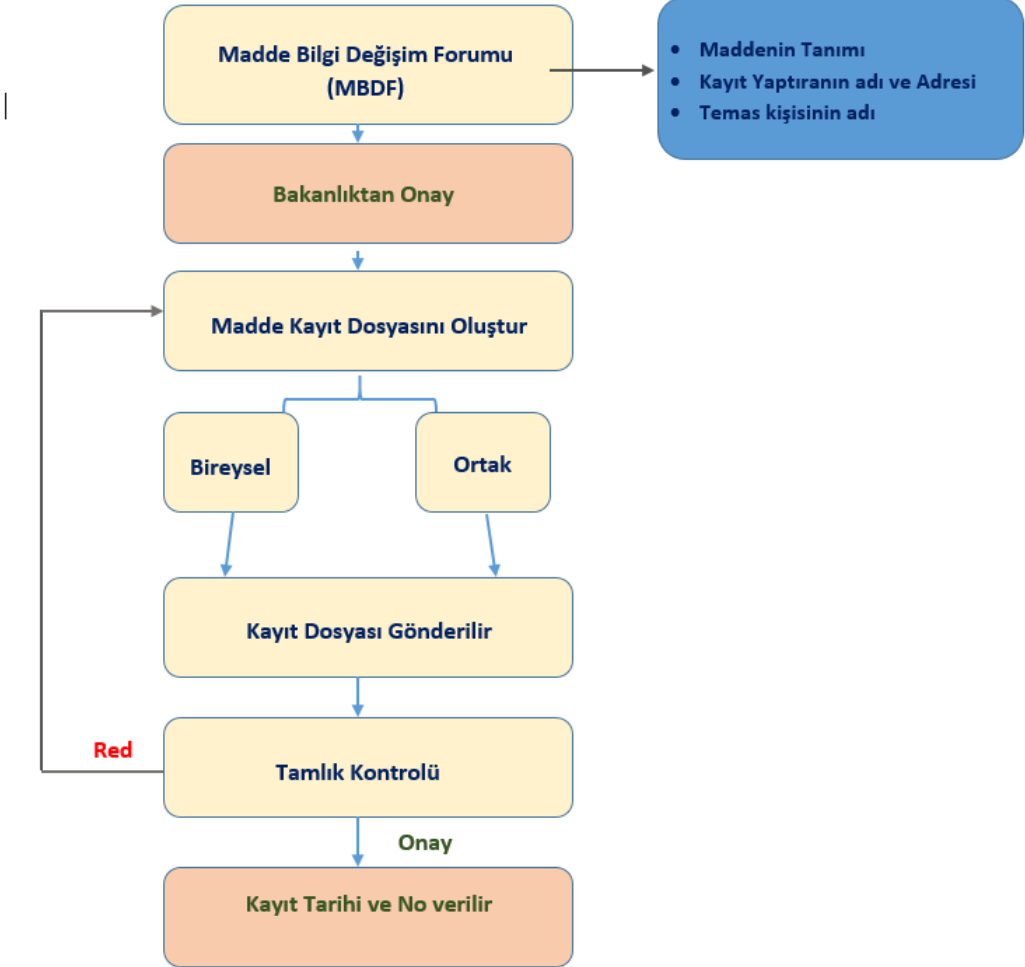 Madde Bilgi Değişim Forumu
(MBDF)
• Maddenin Tanımı
• Kayıt Yaptıranın adı ve Adresi
• Temas kişisinin adı
Bakanlıktan Onay
Madde Kayıt Dosyasını Oluştur
Bireysel
Ortak
Kayıt Dosyası Gönderilir
Red
Tamlık Kontrolü
Onay
Kayıt Tarihi ve No verilir